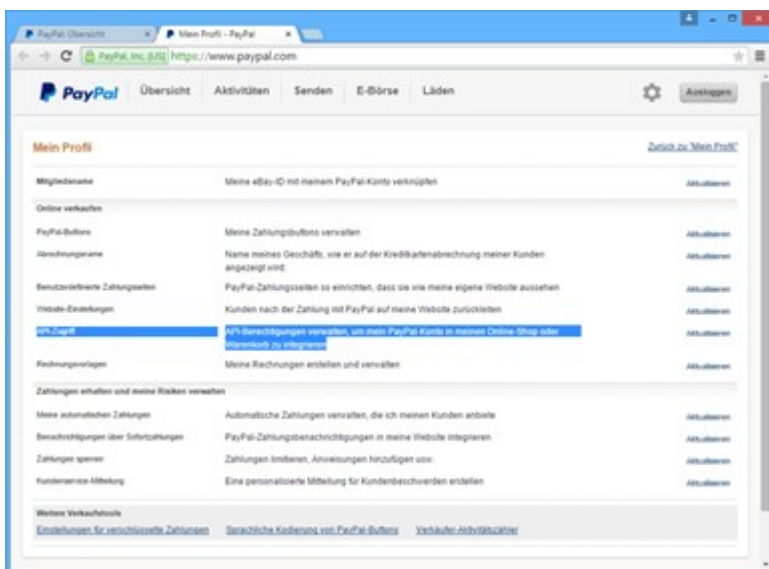 PayPal Übersicht
Mein Profil - PayPal
PayPal, Inc. [US] https://www.paypal.com
PayPal Übersicht Aktivitäten Senden E-Börse Läden Ausloggen
Mein Profil Zurück zu "Mein Profil"
Mitgliedsname Meine eBay-ID mit meinem PayPal-Konto verknüpfen Aktualisieren
Online verkaufen
PayPal-Buttons Meine Zahlungsbuttons verwalten Aktualisieren
Abrechnungsname Name meines Geschäfts, wie er auf der Kreditkartenabrechnung meiner Kunden Aktualisieren
angezeigt wird.
Benutzerdefinierte Zahlungsseiten PayPal-Zahlungsseiten so einrichten, dass sie wie meine eigene Website aussehen Aktualisieren
Website-Einstellungen Kunden nach der Zahlung mit PayPal auf meine Website zurückleiten Aktualisieren
API-Zugriff API-Berechtigungen verwalten, um mein PayPal-Konto in meinen Online-Shop oder Aktualisieren
Warenkorb zu integrieren
Rechnungsvorlagen Meine Rechnungen erstellen und verwalten. Aktualisieren
Zahlungen erhalten und meine Risiken verwalten
Meine automatischen Zahlungen Automatische Zahlungen verwalten, die ich meinen Kunden anbiete Aktualisieren
Benachrichtigungen über Sofortzahlungen PayPal-Zahlungsbenachrichtigungen in meine Website integrieren Aktualisieren
Zahlungen sperren Zahlungen limitieren, Anweisungen hinzufügen usw. Aktualisieren
Kundenservice-Mitteilung Eine personalisierte Mitteilung für Kundenbeschwerden erstellen Aktualisieren
Weitere Verkaufstools
Einstellungen für verschlüsselte Zahlungen Sprachliche Kodierung von PayPal-Buttons Verkäufer-Aktivitätszähler